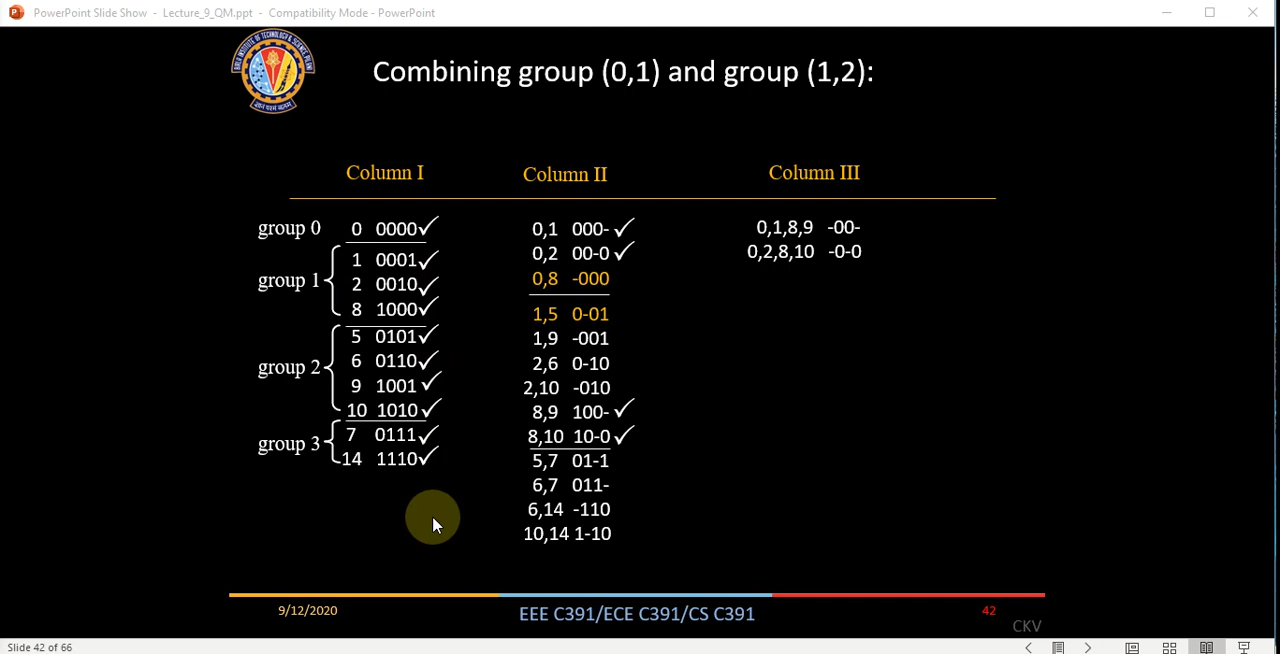 PowerPoint Slide Show - Lecture_9_QM.ppt - Compatibility Mode - PowerPoint
Combining group (0,1) and group (1,2):
Column I
Column II
Column III
group 0
0 0000✓
group 1
1 0001✓
2 0010✓
8 1000✓
group 2
5 0101✓
6 0110✓
9 1001✓
10 1010✓
group 3
7 0111✓
14 1110✓
0,1 000-✓
0,2 00-0✓
0,8 -000
1,5 0-01
1,9 -001
2,6 0-10
2,10 -010
8,9 100-✓
8,10 10-0✓
5,7 01-1
6,7 011-
6,14 -110
10,14 1-10
0,1,8,9 -00-
0,2,8,10 -0-0
9/12/2020
EEE C391/ECE C391/CS C391
42
CKV
Slide 42 of 66